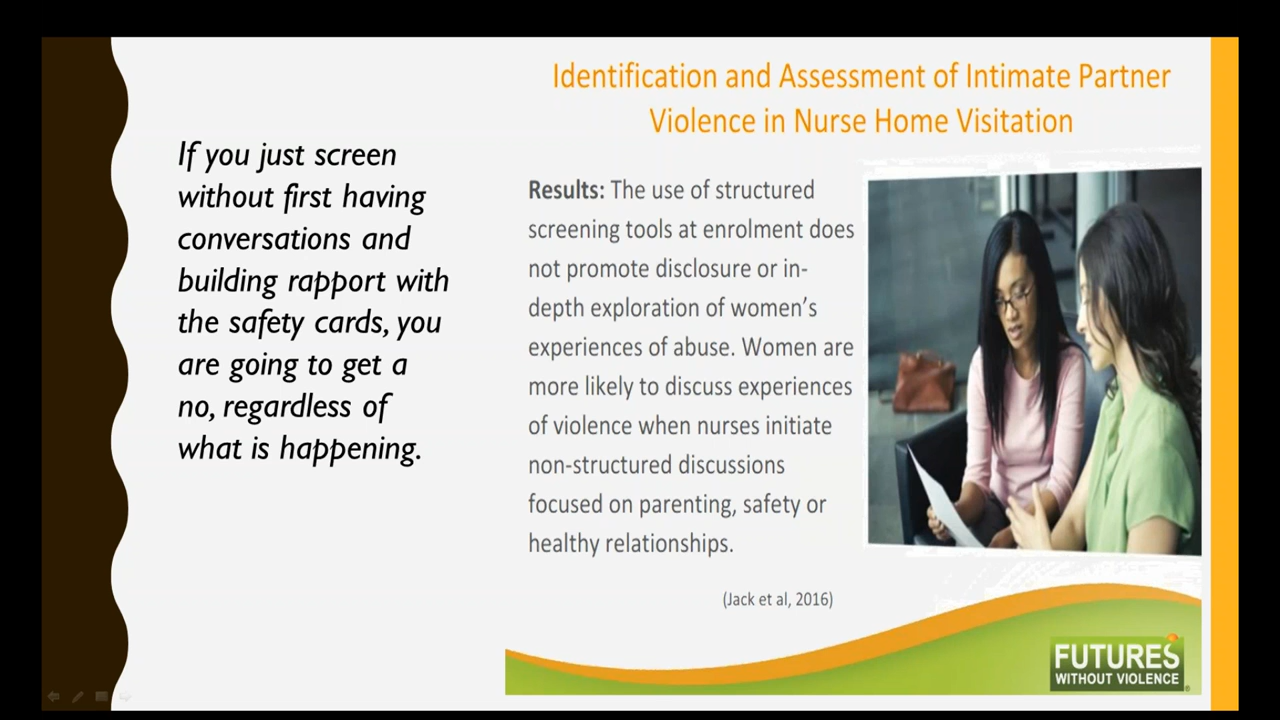 If you just screen
without first having
conversations and
building rapport with
the safety cards, you
are going to get a
no, regardless of
what is happening.
Identification and Assessment of Intimate Partner
Violence in Nurse Home Visitation
Results: The use of structured
screening tools at enrolment does
not promote disclosure or in-
depth exploration of women’s
experiences of abuse. Women are
more likely to discuss experiences
of violence when nurses initiate
non-structured discussions
focused on parenting, safety or
healthy relationships.
(Jack et al, 2016)
FUTURES
WITHOUT VIOLENCE